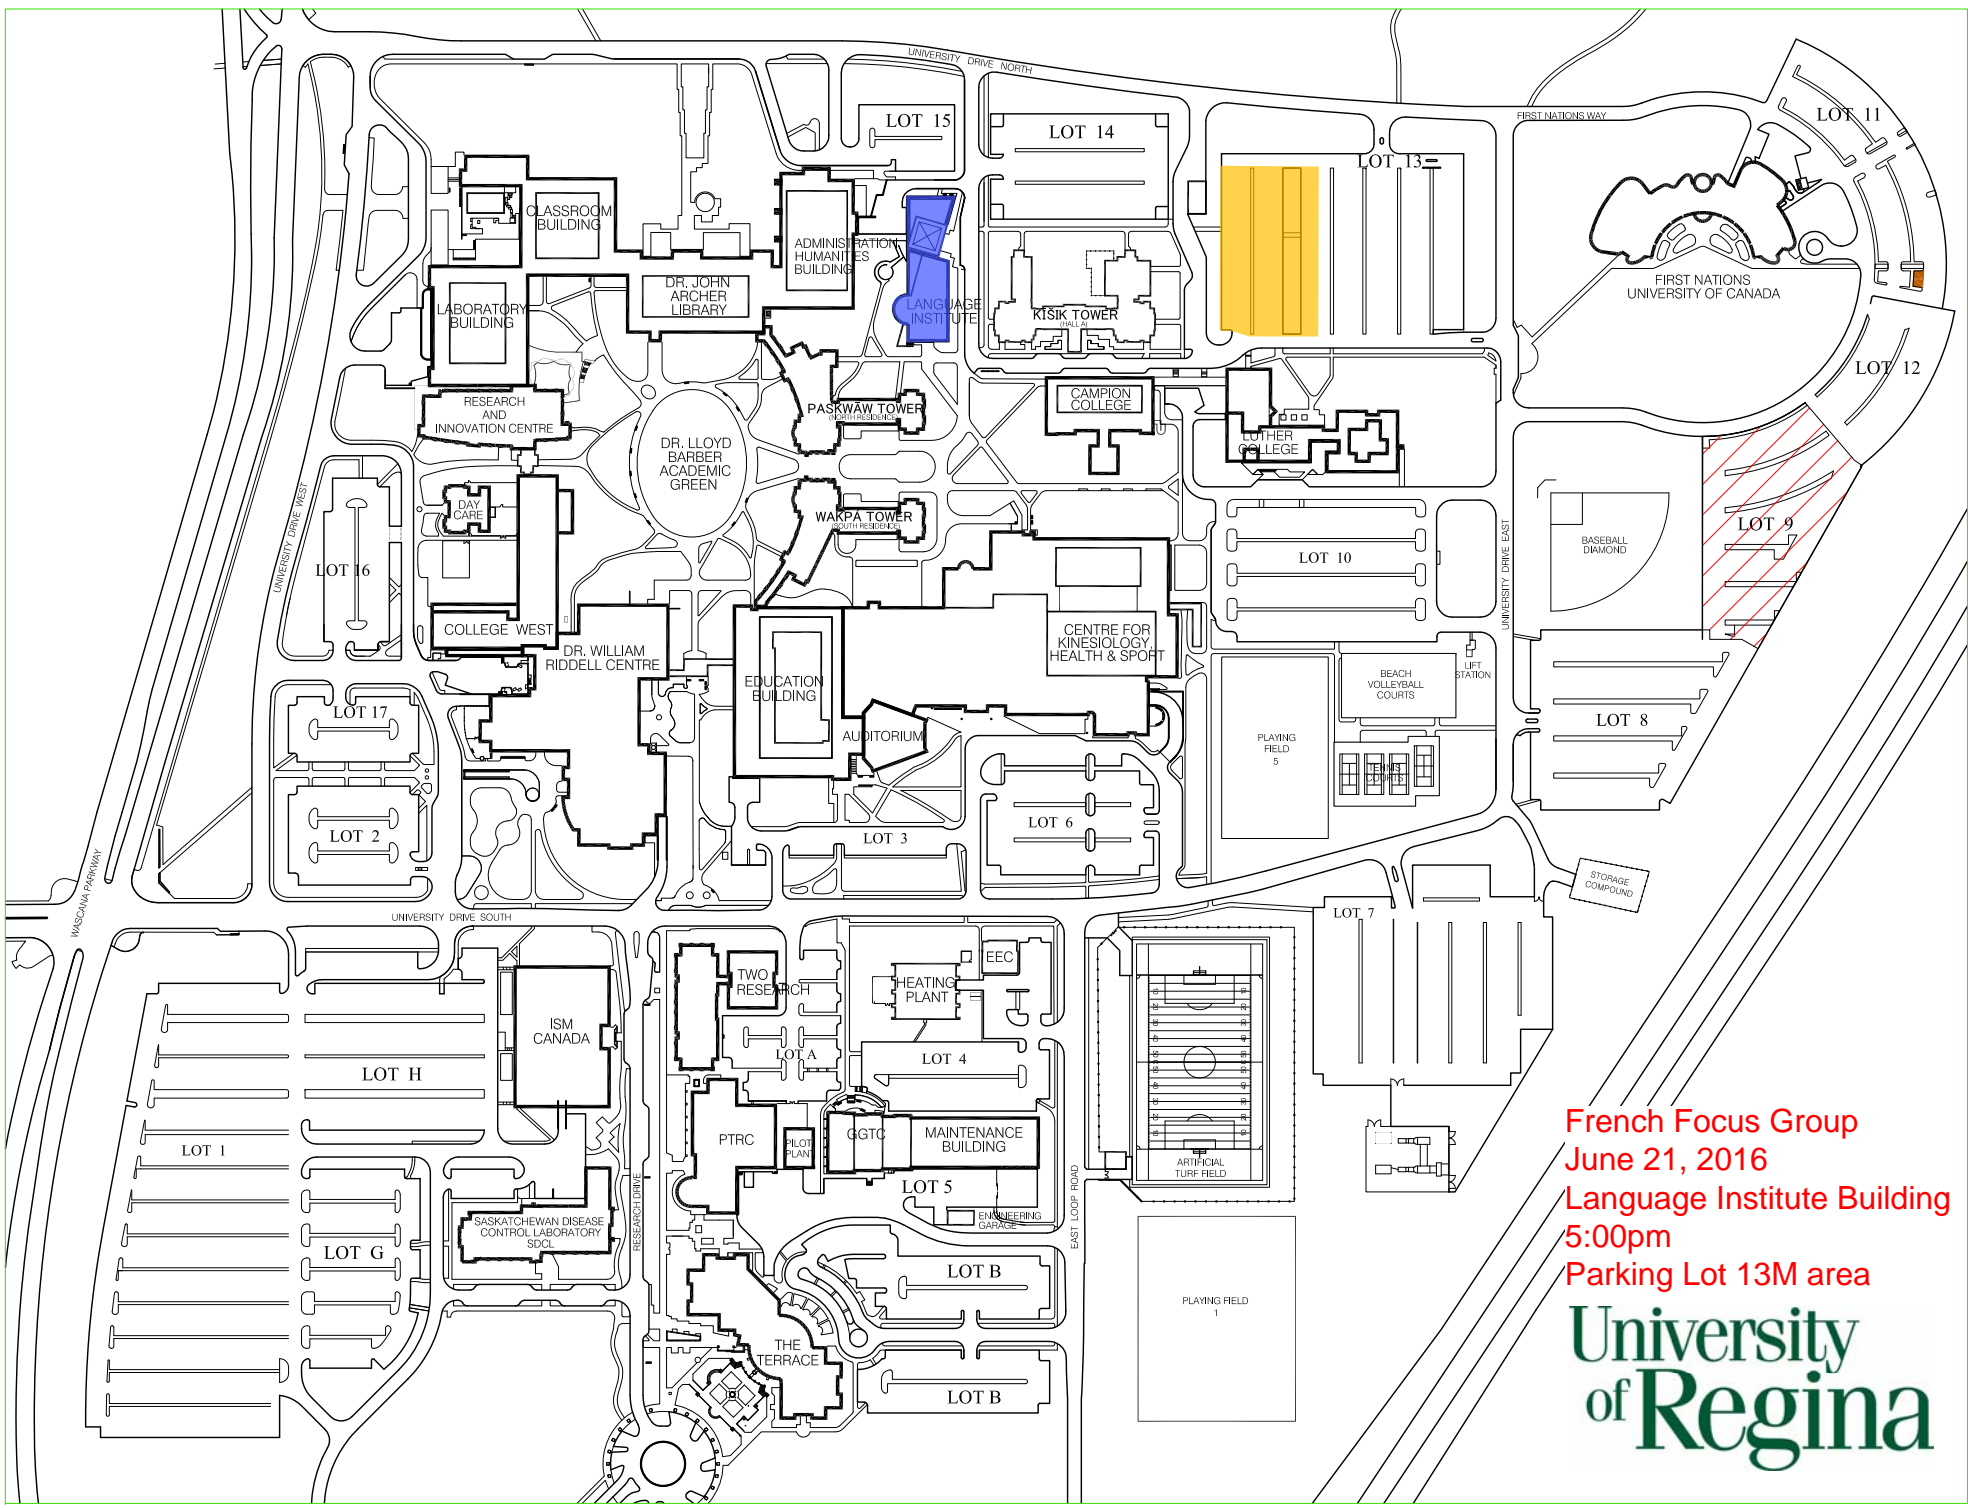 UNIVERSITY DRIVE NORTH
FIRST NATIONS WAY
LOT 11
LOT 15
LOT 14
LOT 13
CLASSROOM
BUILDING
ADMINISTRATION
HUMANITIES
BUILDING
DR. JOHN
ARCHER
LIBRARY
LABORATORY
BUILDING
LANGUAGE
INSTITUTE
KĪSIK TOWER
(HALL A)
FIRST NATIONS
UNIVERSITY OF CANADA
LOT 12
RESEARCH
AND
INNOVATION CENTRE
PASKWĀW TOWER
(NORTH RESIDENCE)
CAMPION
COLLEGE
LUTHER
COLLEGE
DR. LLOYD
BARBER
ACADEMIC
GREEN
DAY
CARE
WAKPÁ TOWER
(SOUTH RESIDENCE)
UNIVERSITY DRIVE WEST
LOT 16
LOT 10
UNIVERSITY DRIVE EAST
BASEBALL
DIAMOND
LOT 9
COLLEGE WEST
DR. WILLIAM
RIDDELL CENTRE
CENTRE FOR
KINESIOLOGY,
HEALTH & SPORT
EDUCATION
BUILDING
AUDITORIUM
BEACH
VOLLEYBALL
COURTS
LIFT
STATION
LOT 17
LOT 8
PLAYING
FIELD
5
TENNIS
COURTS
LOT 2
LOT 3
LOT 6
STORAGE
COMPOUND
WASCANA PARKWAY
UNIVERSITY DRIVE SOUTH
LOT 7
TWO
RESEARCH
HEATING
PLANT
EEC
ISM
CANADA
LOT A
LOT 4
LOT H
LOT 1
PTRC
PILOT
PLANT
GGTC
MAINTENANCE
BUILDING
ARTIFICIAL
TURF FIELD
LOT 5
ENGINEERING
GARAGE
EAST LOOP ROAD
RESEARCH DRIVE
SASKATCHEWAN DISEASE
CONTROL LABORATORY
SDCL
LOT G
LOT B
PLAYING FIELD
1
THE
TERRACE
LOT B
French Focus Group
June 21, 2016
Language Institute Building
5:00pm
Parking Lot 13M area
University
of Regina